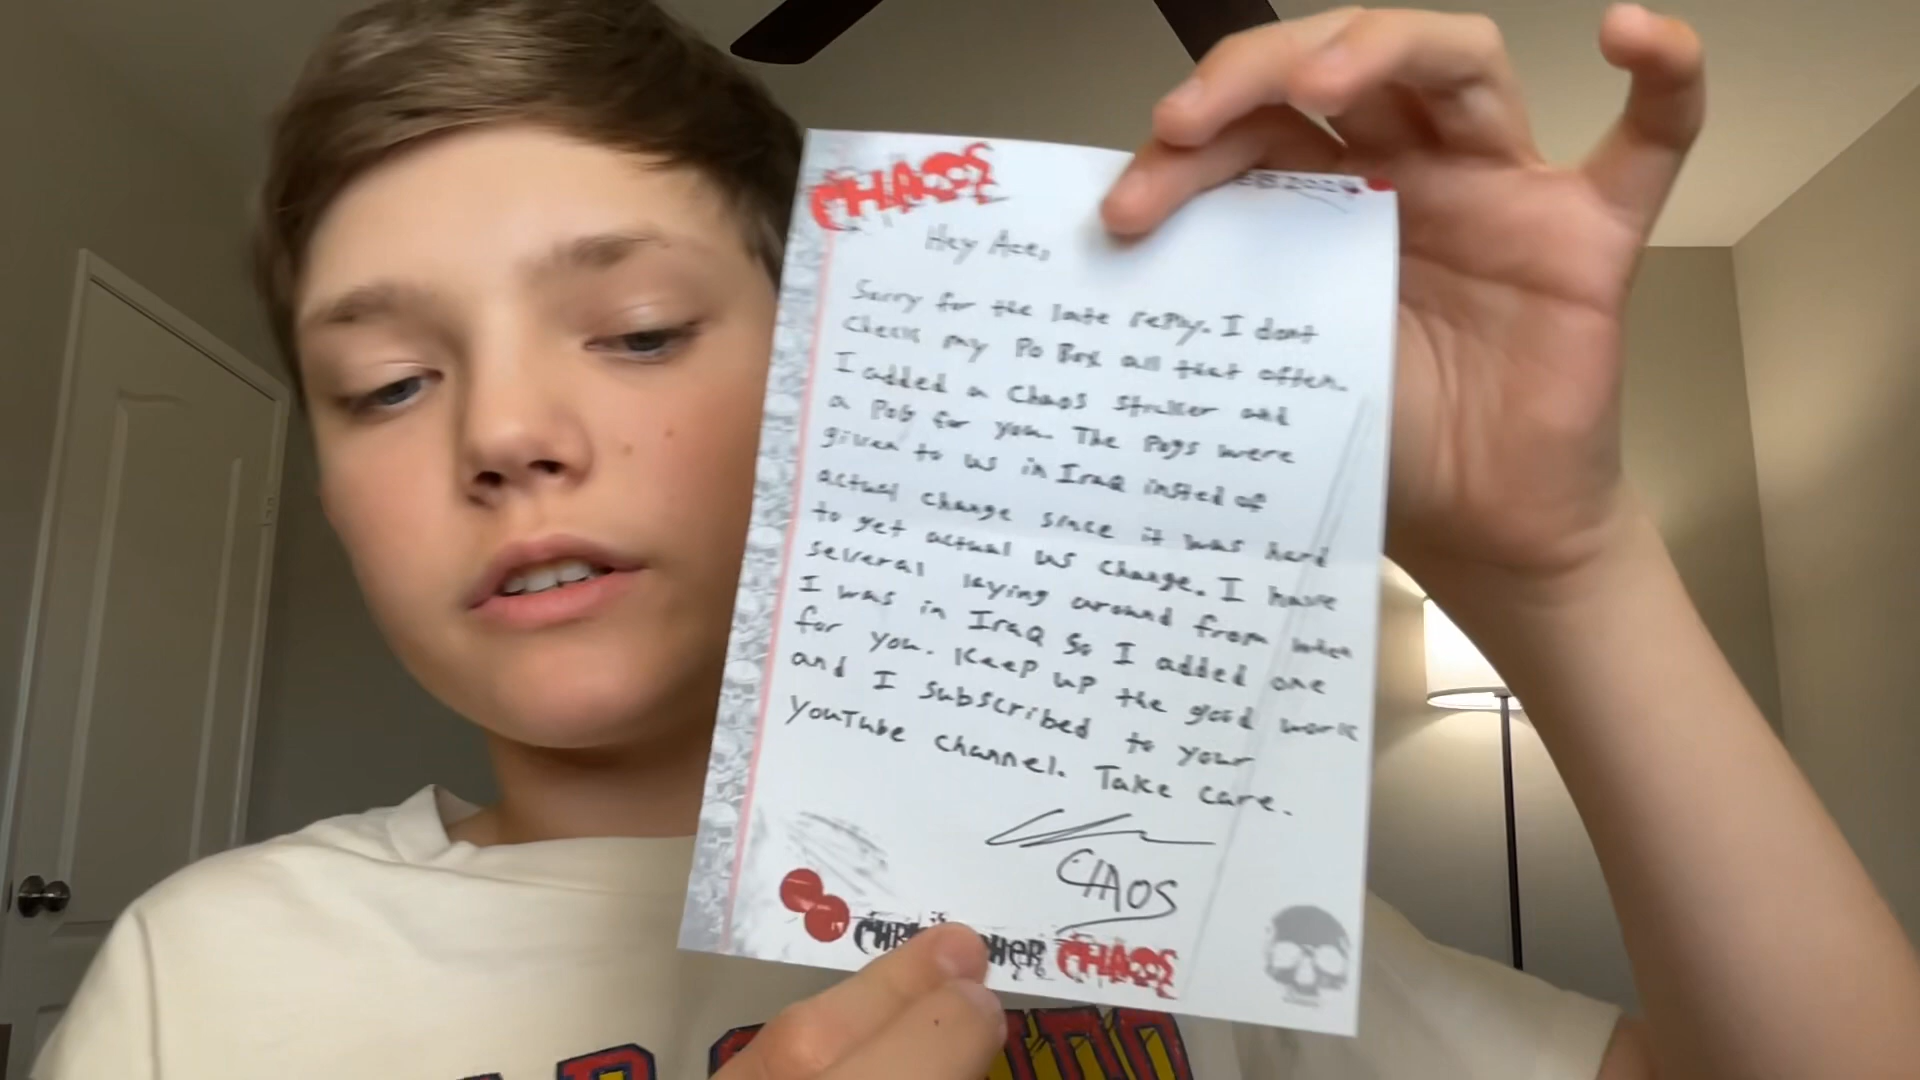 CHAOS
Hey Ace,
Sorry for the late reply. I dont
Check my Po Box all that often.
I added a Chaos Sticker and
a Pog for you. The Pogs were
given to us in Iraq insted of
actual change since it was hard
to get actual US change. I have
several laying around from when
I was in Iraq so I added one
for you. Keep up the good work
and I subscribed to your
YouTube channel. Take care.
CHAOS
CHAOS